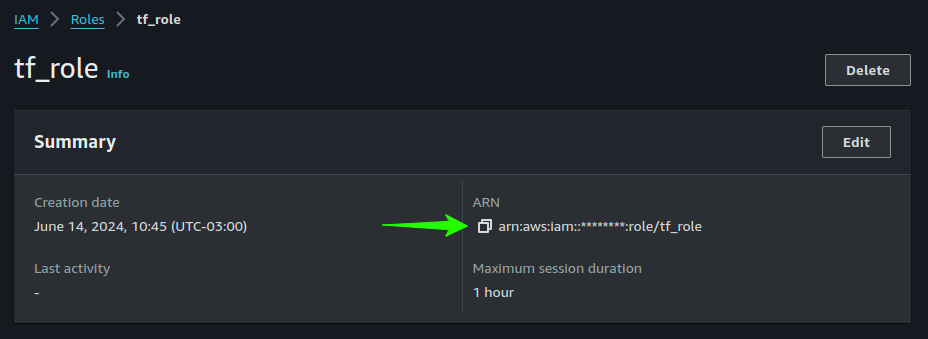 IAM > Roles > tf_role
tf_role Info
Delete
Summary
Edit
Creation date
June 14, 2024, 10:45 (UTC-03:00)
ARN
arn:aws:iam::********:role/tf_role
Last activity
-
Maximum session duration
1 hour